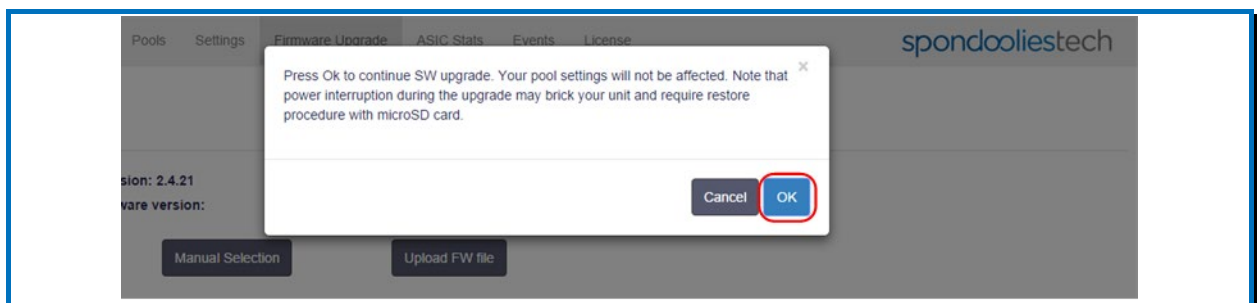 Pools Settings Firmware Upgrade ASIC Stats Events License spondooliestech
Press Ok to continue SW upgrade. Your pool settings will not be affected. Note that ×
power interruption during the upgrade may brick your unit and require restore
procedure with microSD card.
sion: 2.4.21
ware version:
Cancel OK
Manual Selection Upload FW file